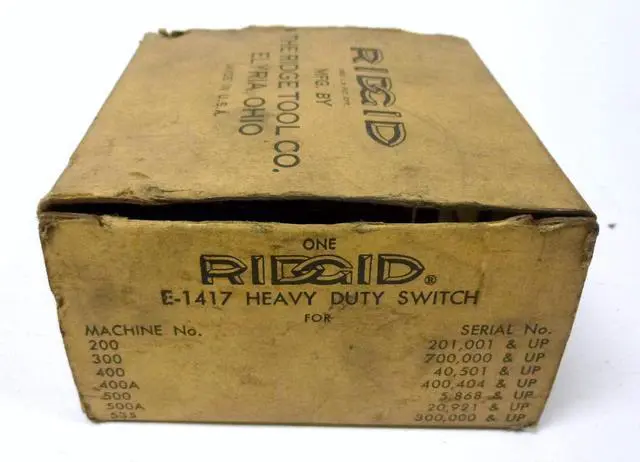 RIDGID
MFG. BY
THE RIDGE TOOL CO.
ELYRIA, OHIO
MADE IN U.S.A.
ONE
RIDGID®
E-1417 HEAVY DUTY SWITCH
FOR
MACHINE No. SERIAL No.
200 201,001 & UP
300 700,000 & UP
400 40,501 & UP
400A 400,404 & UP
500 5,868 & UP
500A 20,921 & UP
535 300,000 & UP